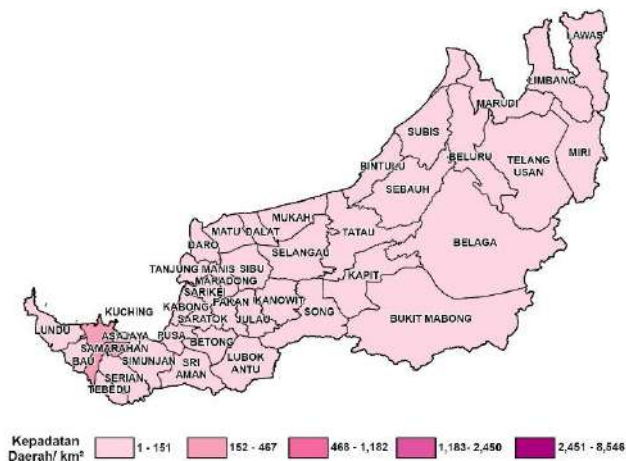 LAWAS
LIMBANG
MARUDI
SUBIS
MIRI
BINTULU
BELURU
TELANG
USAN
SEBAUH
MUKAH
MATU
DALAT
TATAU
DARO
SELANGAU
BELAGA
TANJUNG MANIS
SIBU
MARADONG
KAPIT
SARIKEI
KABONG
PAKAN
KANOWIT
KUCHING
SARATOK
JULAU
SONG
BUKIT MABONG
LUNDU
ASAJAYA
PUSA
SAMARAHAN
BETONG
BAU
SIMUNJAN
SRI
AMAN
LUBOK
ANTU
SERIAN
TEBEDU
Kepadatan
Daerah/ km²
1 - 151
152 - 467
468 - 1,182
1,183 - 2,450
2,451 - 8,546